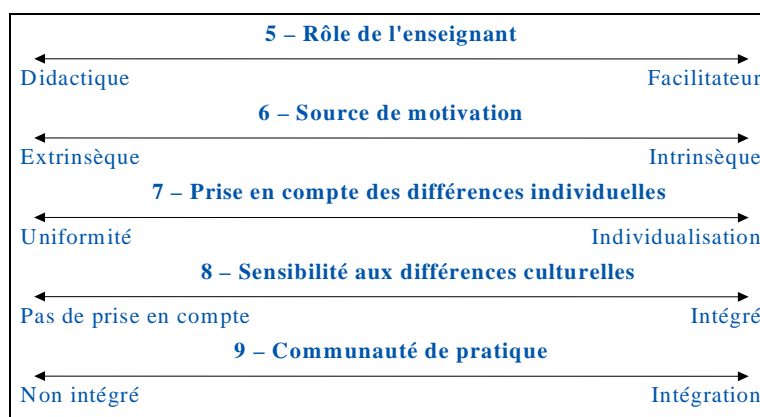 5 – Rôle de l'enseignant
Didactique Facilitateur
6 – Source de motivation
Extrinsèque Intrinsèque
7 – Prise en compte des différences individuelles
Uniformité Individualisation
8 – Sensibilité aux différences culturelles
Pas de prise en compte Intégré
9 – Communauté de pratique
Non intégré Intégration